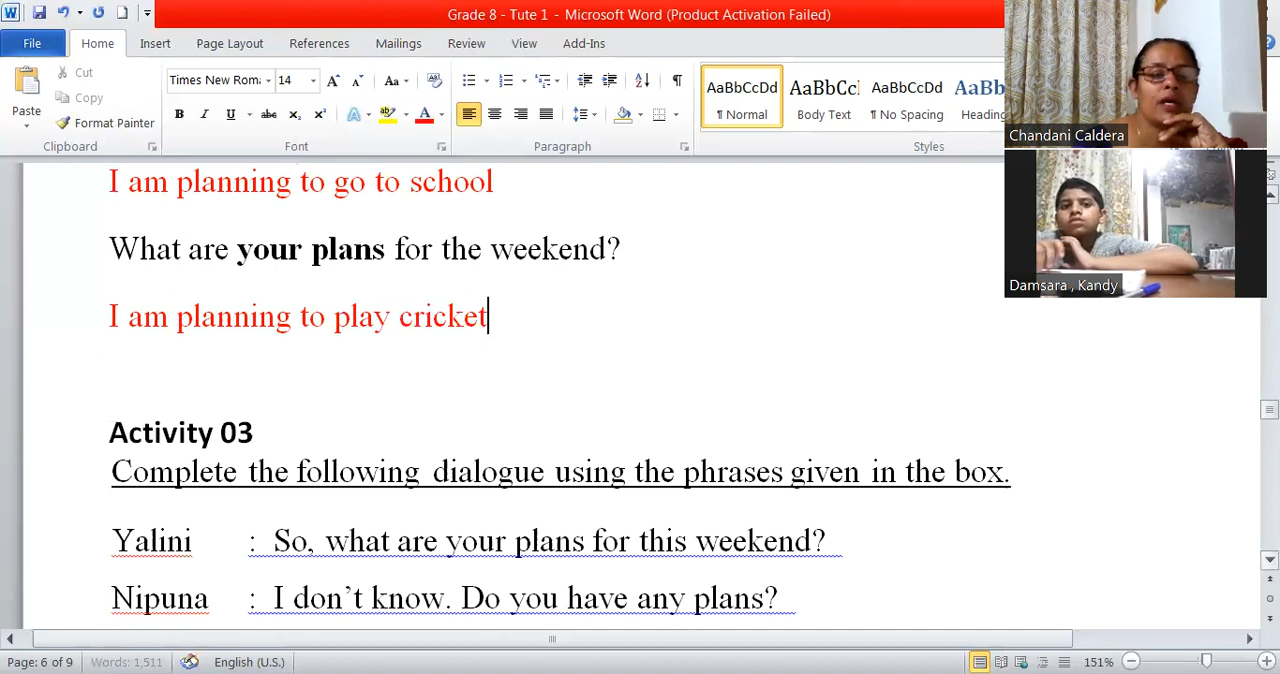 Grade 8 - Tute 1 - Microsoft Word (Product Activation Failed)
File Home Insert Page Layout References Mailings Review View Add-Ins
Paste
Cut
Copy
Format Painter
Clipboard
Times New Roma 14
Font
Paragraph
AaBbCcDd AaBbCcI AaBbCcDd AaBb
¶ Normal Body Text ¶ No Spacing Heading
Styles
Chandani Caldera
Damsara , Kandy
I am planning to go to school
What are your plans for the weekend?
I am planning to play cricket
Activity 03
Complete the following dialogue using the phrases given in the box.
Yalini : So, what are your plans for this weekend?
Nipuna : I don’t know. Do you have any plans?
Page: 6 of 9 Words: 1,511 English (U.S.) 151%